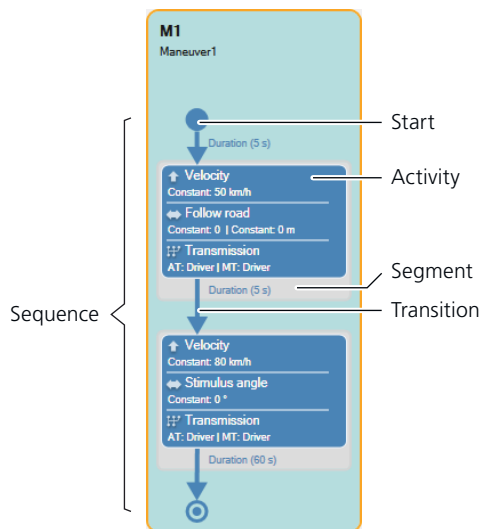 M1
Maneuver1
Start
Duration (5 s)
Velocity
Activity
Constant: 50 km/h
Follow road
Constant: 0 | Constant: 0 m
Transmission
AT: Driver | MT: Driver
Segment
Duration (5 s)
Transition
Sequence
Velocity
Constant: 80 km/h
Stimulus angle
Constant: 0 °
Transmission
AT: Driver | MT: Driver
Duration (60 s)